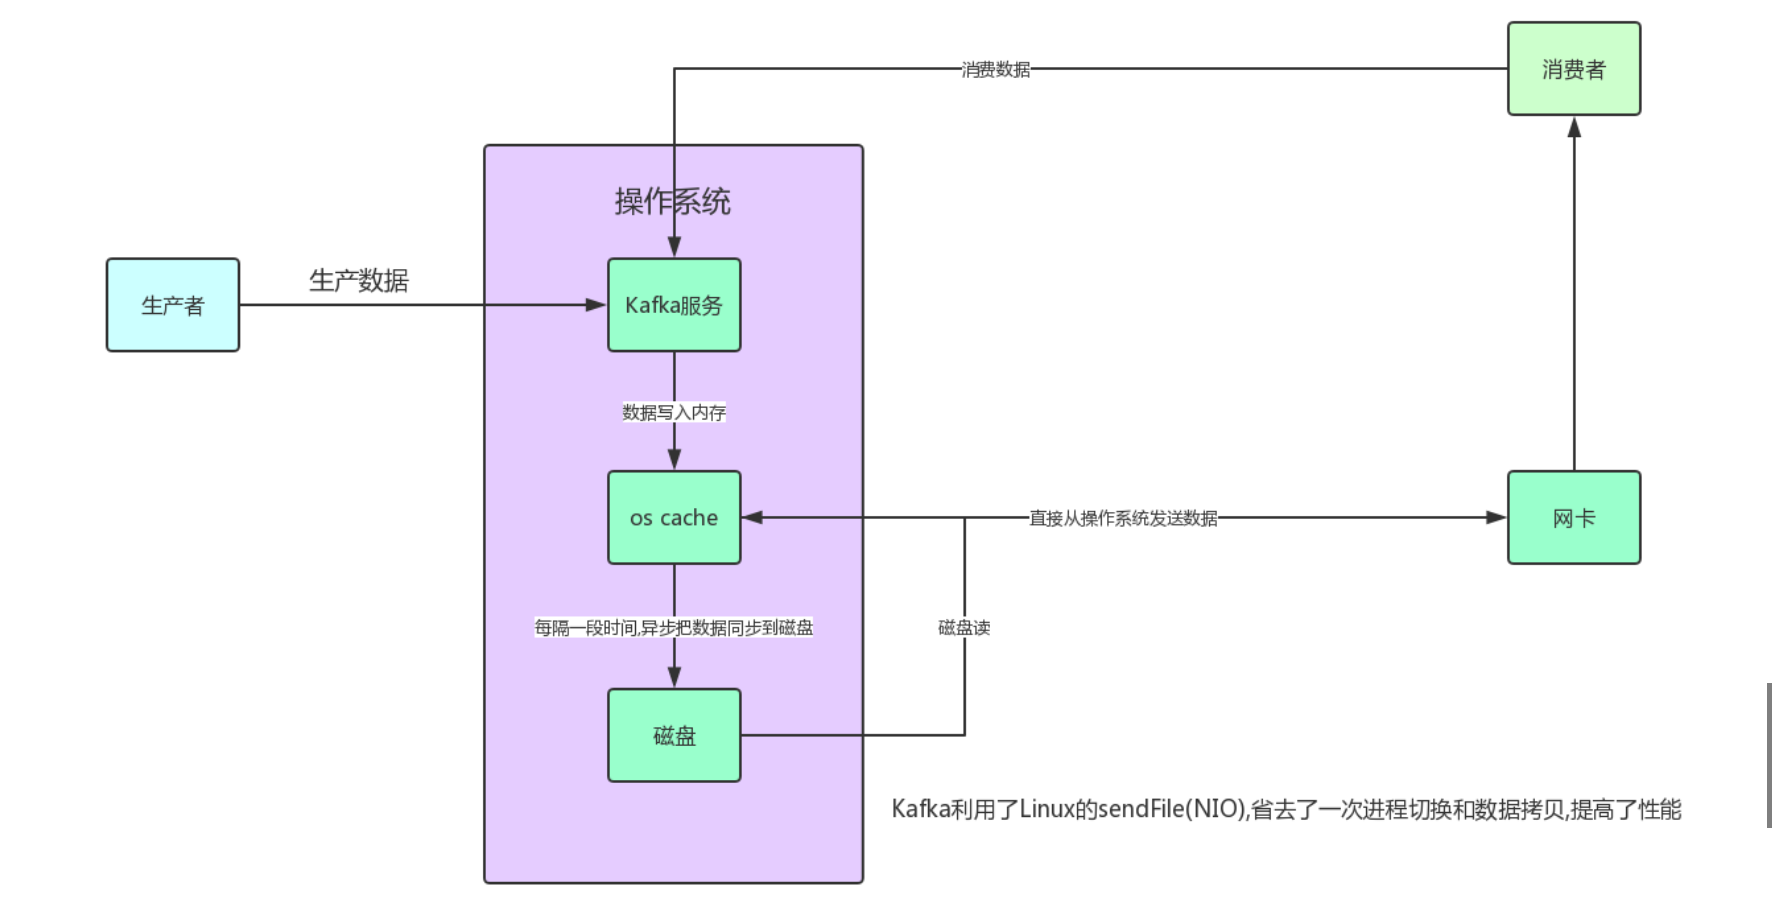 消费数据
消费者
操作系统
生产数据
生产者
Kafka服务
数据写入内存
os cache
直接从操作系统发送数据
网卡
每隔一段时间,异步把数据同步到磁盘
磁盘读
磁盘
Kafka利用了Linux的sendFile(NIO),省去了一次进程切换和数据拷贝,提高了性能